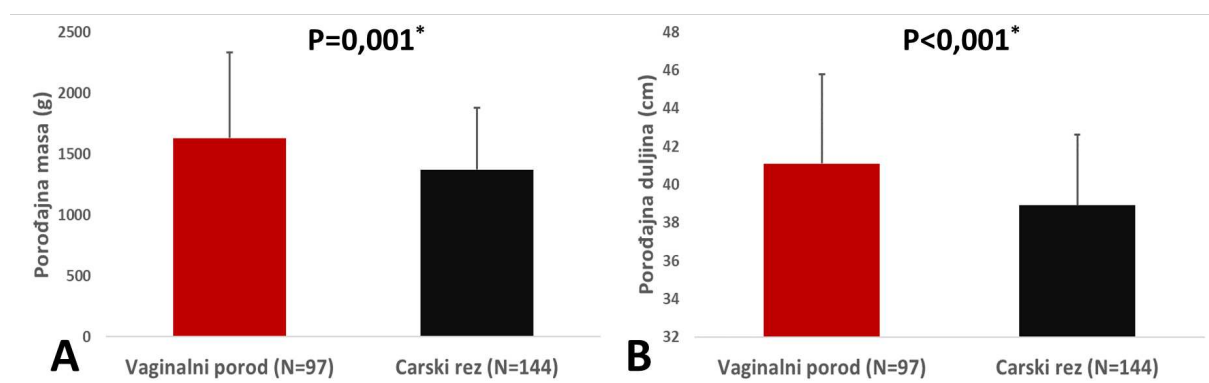 P=0,001*
Porođajna masa (g)
2500
2000
1500
1000
500
0
Vaginalni porod (N=97)
Carski rez (N=144)
A
P<0,001*
Porođajna duljina (cm)
48
46
44
42
40
38
36
34
32
Vaginalni porod (N=97)
Carski rez (N=144)
B